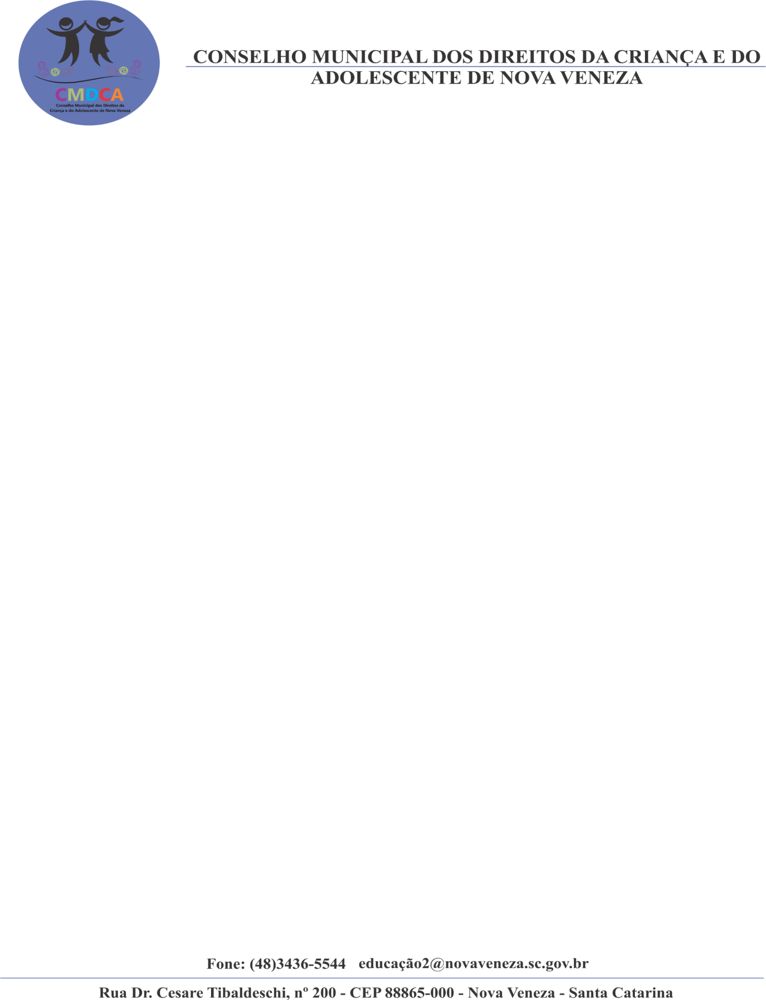 CONSELHO MUNICIPAL DOS DIREITOS DA CRIANÇA E DO
ADOLESCENTE DE NOVA VENEZA
CMDCA
Conselho Municipal dos Direitos da
Criança e do Adolescente de Nova Veneza
Fone: (48)3436-5544 educação2@novaveneza.sc.gov.br
Rua Dr. Cesare Tibaldeschi, nº 200 - CEP 88865-000 - Nova Veneza - Santa Catarina